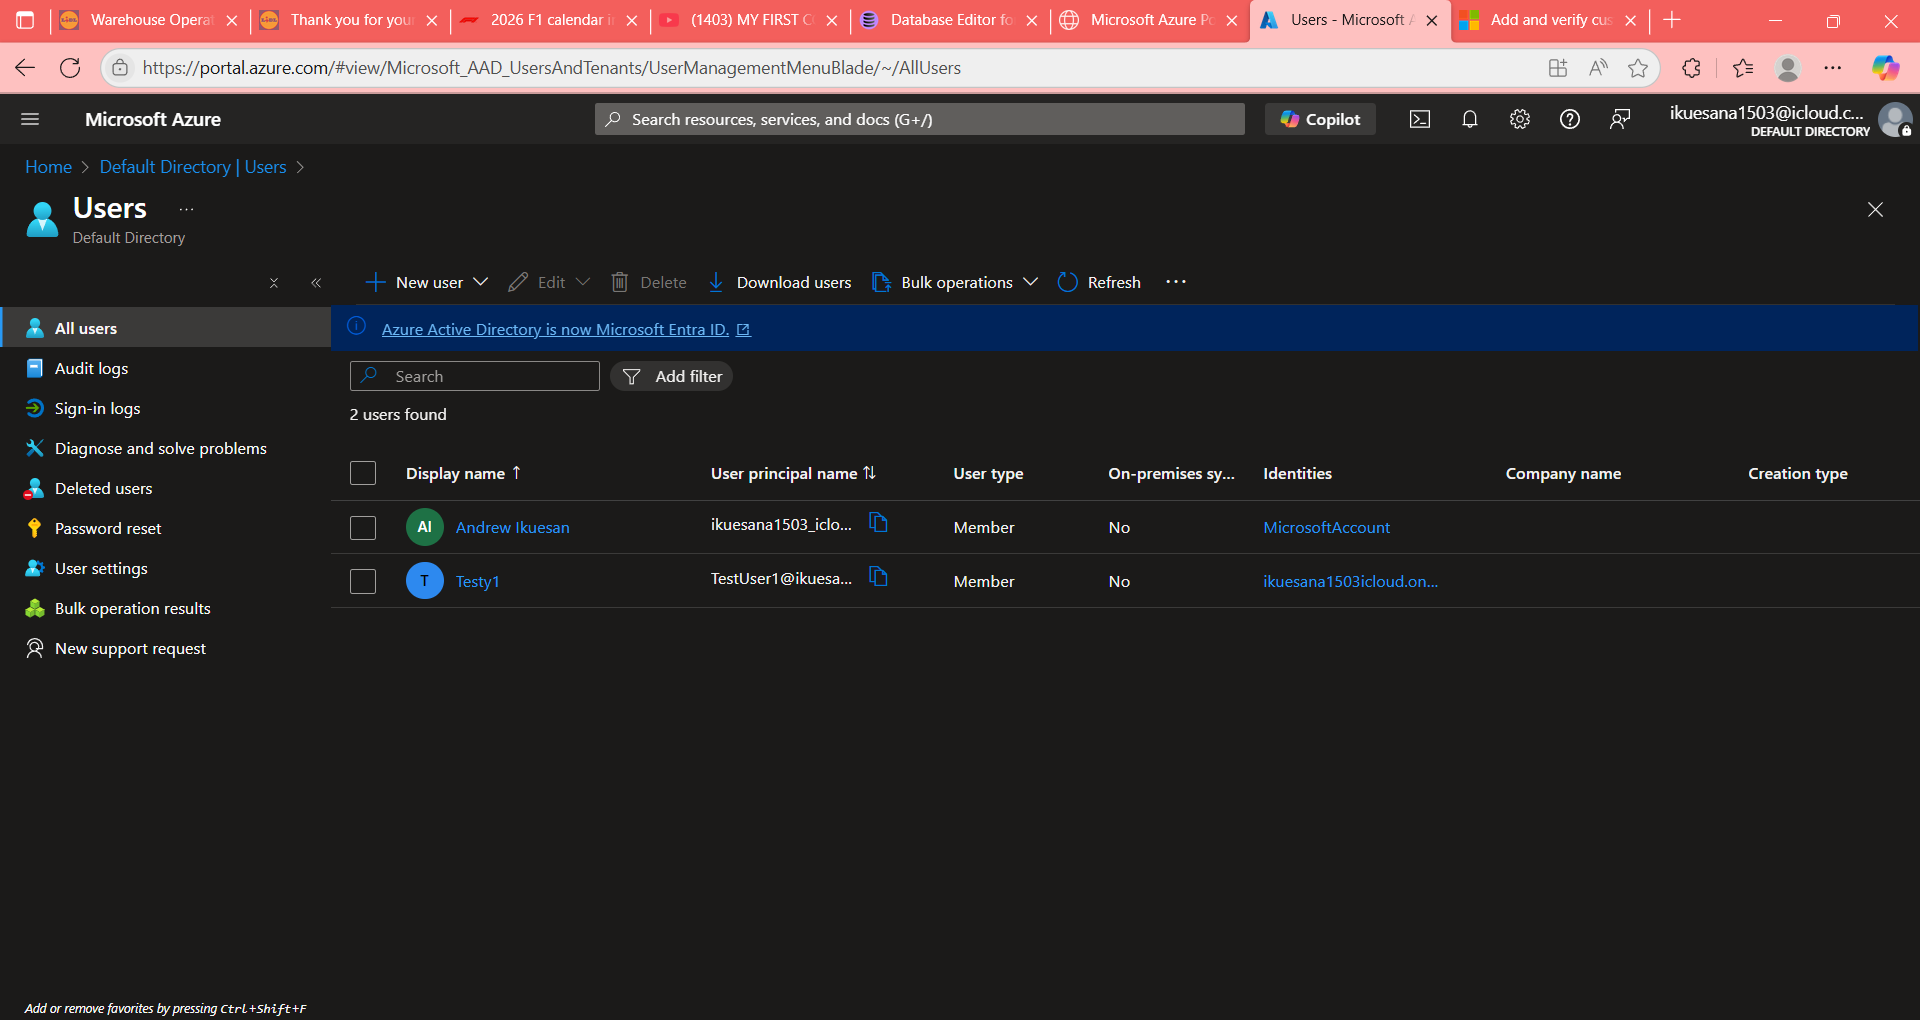 Warehouse Operat
Thank you for your
2026 F1 calendar i
(1403) MY FIRST C
Database Editor fo
Microsoft Azure Po
Users - Microsoft A
Add and verify cus
https://portal.azure.com/#view/Microsoft_AAD_UsersAndTenants/UserManagementMenuBlade/~/AllUsers
Microsoft Azure
Search resources, services, and docs (G+/)
Copilot
ikuesana1503@icloud.c...
DEFAULT DIRECTORY
Home > Default Directory | Users >
Users ...
Default Directory
New user
Edit
Delete
Download users
Bulk operations
Refresh
All users
Audit logs
Sign-in logs
Diagnose and solve problems
Deleted users
Password reset
User settings
Bulk operation results
New support request
Azure Active Directory is now Microsoft Entra ID.
Search
Add filter
2 users found
Display name ↑ User principal name User type On-premises sy... Identities Company name Creation type
AI Andrew Ikuesan ikuesana1503_iclo... Member No MicrosoftAccount
T Testy1 TestUser1@ikuesa... Member No ikuesana1503icloud.on...
Add or remove favorites by pressing Ctrl+Shift+F